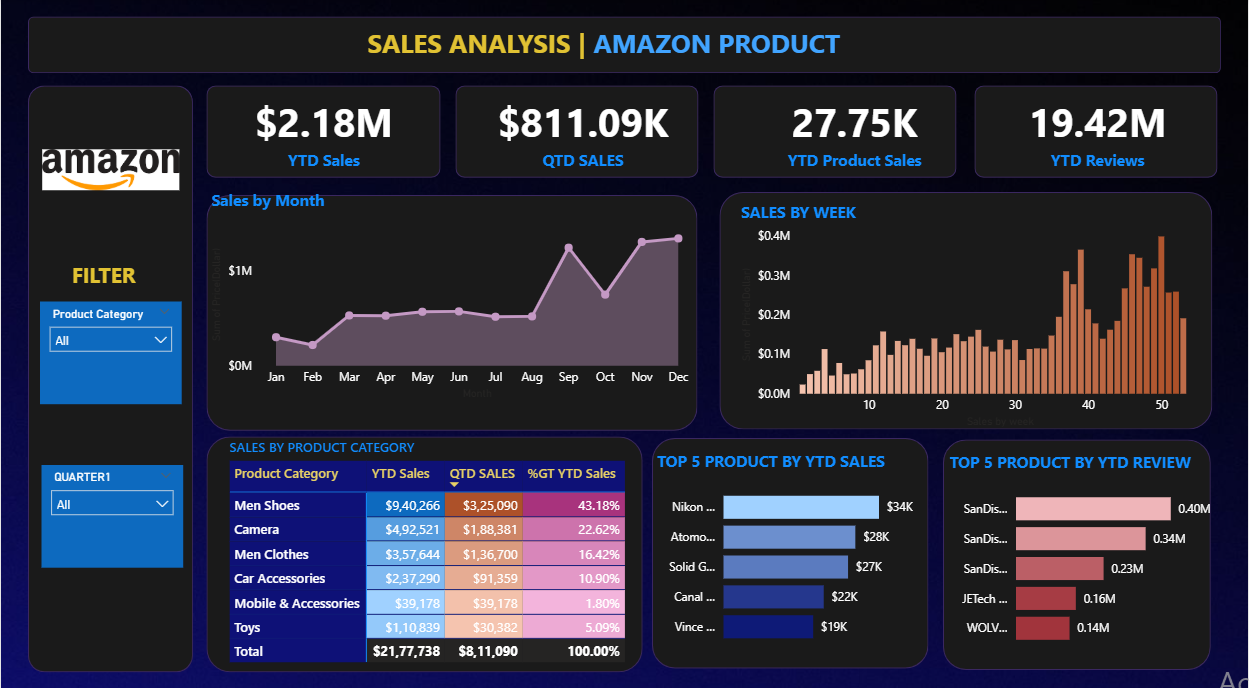 SALES ANALYSIS | AMAZON PRODUCT
amazon
FILTER
Product Category
All
QUARTER1
All
$2.18M
YTD Sales
$811.09K
QTD SALES
27.75K
YTD Product Sales
19.42M
YTD Reviews
Sales by Month
$1M
$0M
Jan Feb Mar Apr May Jun Jul Aug Sep Oct Nov Dec
Month
SALES BY WEEK
$0.4M
$0.3M
$0.2M
$0.1M
$0.0M
10 20 30 40 50
Sales by week
SALES BY PRODUCT CATEGORY
Product Category YTD Sales QTD SALES %GT YTD Sales
Men Shoes $9,40,266 $3,25,090 43.18%
Camera $4,92,521 $1,88,381 22.62%
Men Clothes $3,57,644 $1,36,700 16.42%
Car Accessories $2,37,290 $91,359 10.90%
Mobile & Accessories $39,178 $39,178 1.80%
Toys $1,10,839 $30,382 5.09%
Total $21,77,738 $8,11,090 100.00%
TOP 5 PRODUCT BY YTD SALES
Nikon ... $34K
Atomo... $28K
Solid G... $27K
Canal ... $22K
Vince ... $19K
TOP 5 PRODUCT BY YTD REVIEW
SanDis... 0.40M
SanDis... 0.34M
SanDis... 0.23M
JETech ... 0.16M
WOLV... 0.14M